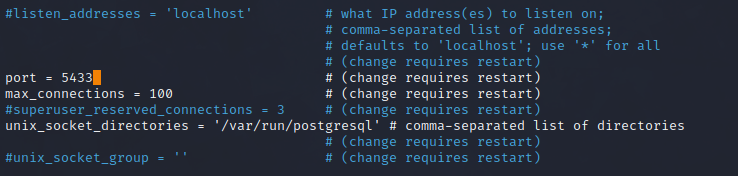 #listen_addresses = 'localhost'         # what IP address(es) to listen on;
                                        # comma-separated list of addresses;
                                        # defaults to 'localhost'; use '*' for all
                                        # (change requires restart)
port = 5433                             # (change requires restart)
max_connections = 100                   # (change requires restart)
#superuser_reserved_connections = 3     # (change requires restart)
unix_socket_directories = '/var/run/postgresql' # comma-separated list of directories
                                        # (change requires restart)
#unix_socket_group = ''                 # (change requires restart)